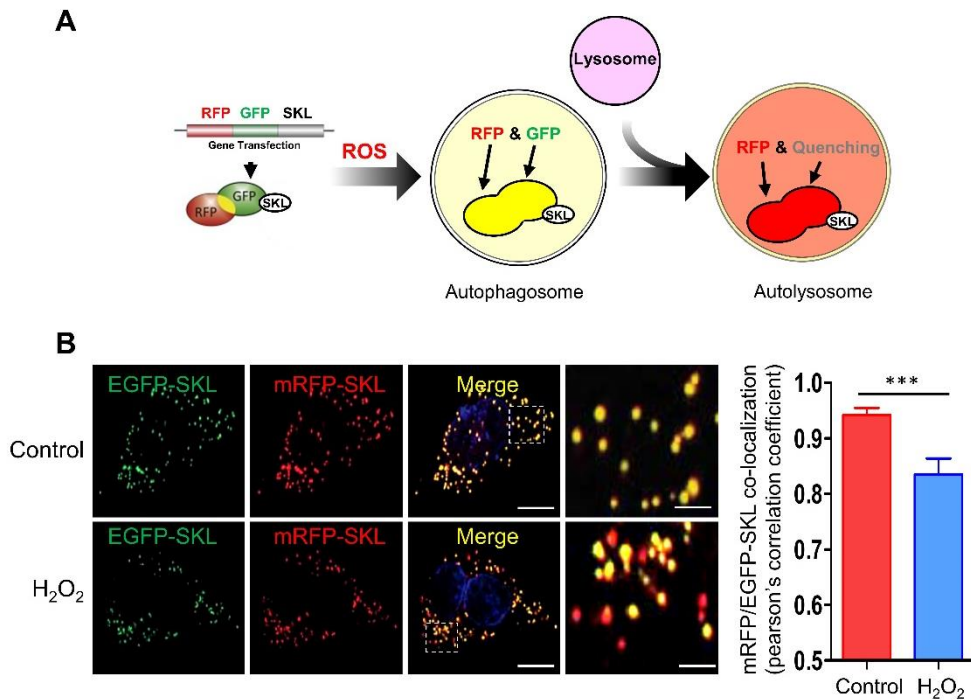 A
RFP GFP SKL
Gene Transfection
RFP
GFP
SKL
ROS
RFP & GFP
SKL
Autophagosome
Lysosome
RFP & Quenching
SKL
Autolysosome
B
EGFP-SKL
mRFP-SKL
Merge
Control
EGFP-SKL
mRFP-SKL
Merge
H₂O₂
mRFP/EGFP-SKL co-localization
(pearson's correlation coefficient)
1.0
0.9
0.8
0.7
0.6
0.5
***
Control
H₂O₂